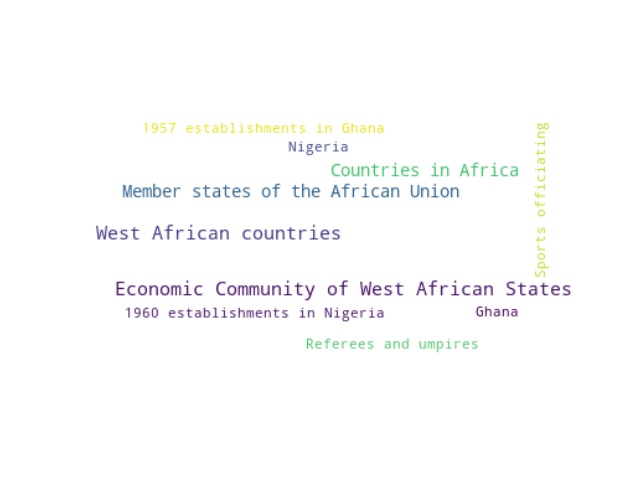 1957 establishments in Ghana
Nigeria
Countries in Africa
Member states of the African Union
West African countries
Economic Community of West African States
1960 establishments in Nigeria
Ghana
Referees and umpires
Sports officiating